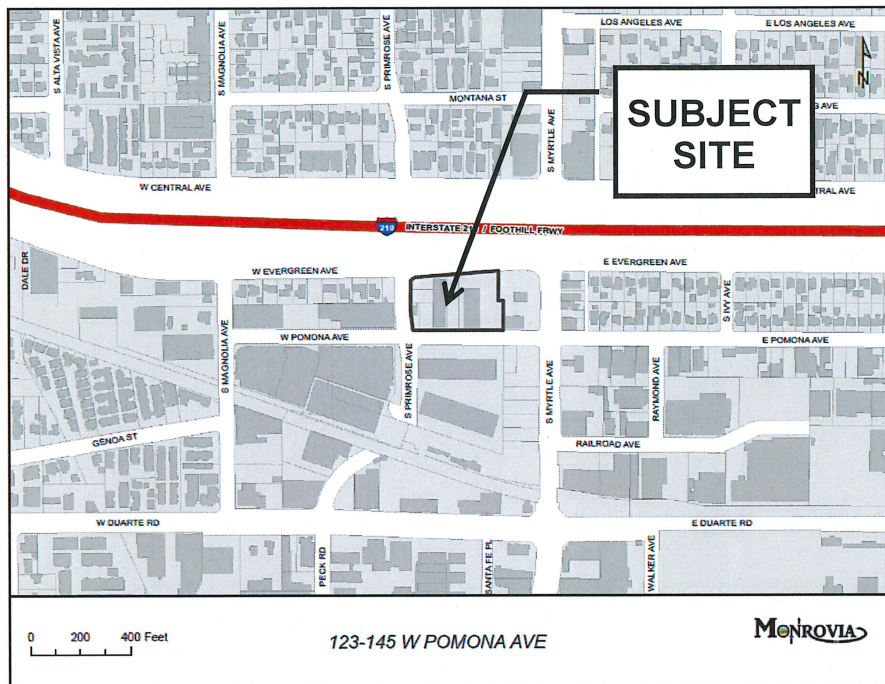 LOS ANGELES AVE
E LOS ANGELES AVE
S ALTA VISTA AVE
S MAGNOLIA AVE
S PRIMROSE AVE
N
MONTANA ST
G AVE
SUBJECT
SITE
S MYRTLE AVE
W CENTRAL AVE
TRAL AVE
210
INTERSTATE 210 / FOOTHILL FRWY
DALE DR
W EVERGREEN AVE
E EVERGREEN AVE
S IVY AVE
S MAGNOLIA AVE
W POMONA AVE
E POMONA AVE
S PRIMROSE AVE
S MYRTLE AVE
RAYMOND AVE
GENOA ST
RAILROAD AVE
W DUARTE RD
E DUARTE RD
PECK RD
SANTA FE PL
WALKER AVE
0 200 400 Feet
123-145 W POMONA AVE
MONROVIA